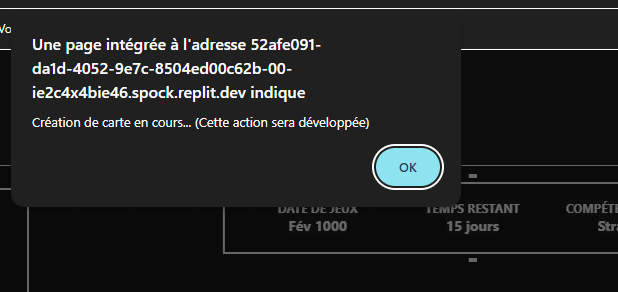 Vo
Une page intégrée à l'adresse 52afe091-
da1d-4052-9e7c-8504ed00c62b-00-
ie2c4x4bie46.spock.replit.dev indique
Création de carte en cours... (Cette action sera développée)
OK
DATE DE JEUX TEMPS RESTANT COMPÉT
Fév 1000 15 jours Stra